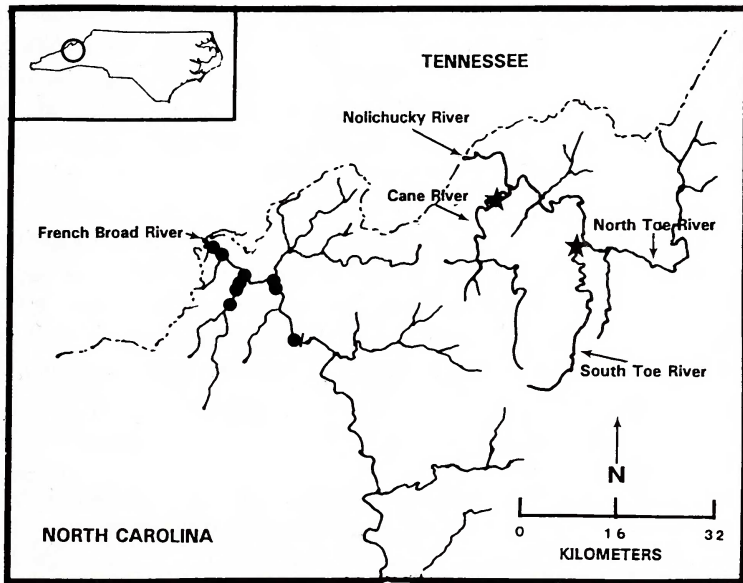 TENNESSEE
Nolichucky River
Cane River
French Broad River
North Toe River
South Toe River
N
NORTH CAROLINA
0 16 32
KILOMETERS